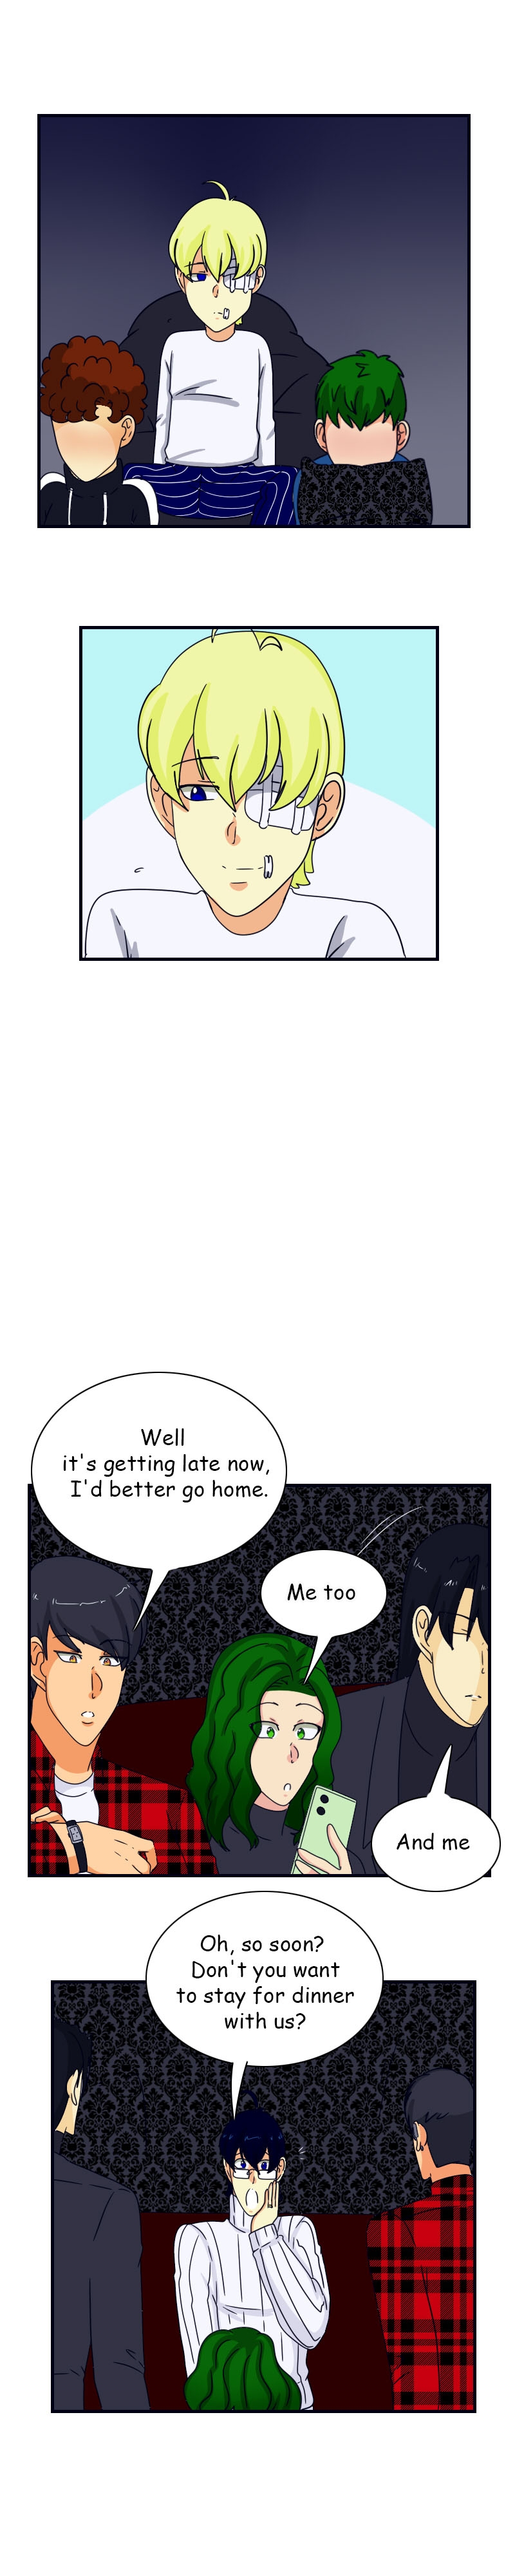 Well
it's getting late now,
I'd better go home.
Me too
And me
Oh, so soon?
Don't you want
to stay for dinner
with us?